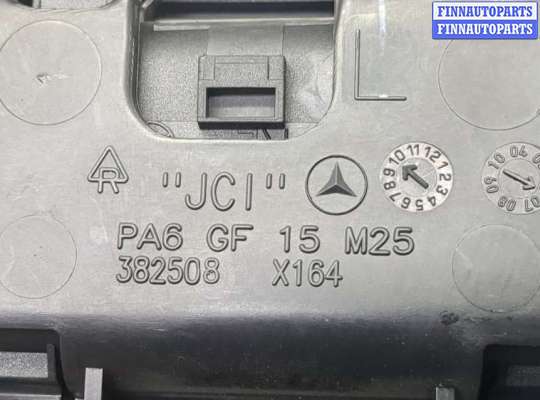 FINNAUTOPARTS
FINNAUTOPARTS
L
R
"JCI"
PA6 GF 15 M25
382508 X164